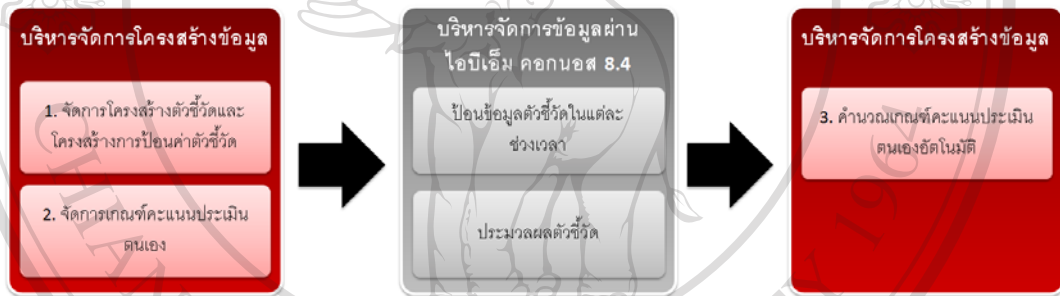 บริหารจัดการโครงสร้างข้อมูล
1. จัดการโครงสร้างตัวชี้วัดและ
โครงสร้างการป้อนค่าตัวชี้วัด
2. จัดการเกณฑ์คะแนนประเมิน
ตนเอง
บริหารจัดการข้อมูลผ่าน
ไอบีเอ็ม คอกนอส 8.4
ป้อนข้อมูลตัวชี้วัดในแต่ละ
ช่วงเวลา
ประมวลผลตัวชี้วัด
บริหารจัดการโครงสร้างข้อมูล
3. คำนวณเกณฑ์คะแนนประเมิน
ตนเองอัตโนมัติ
1964